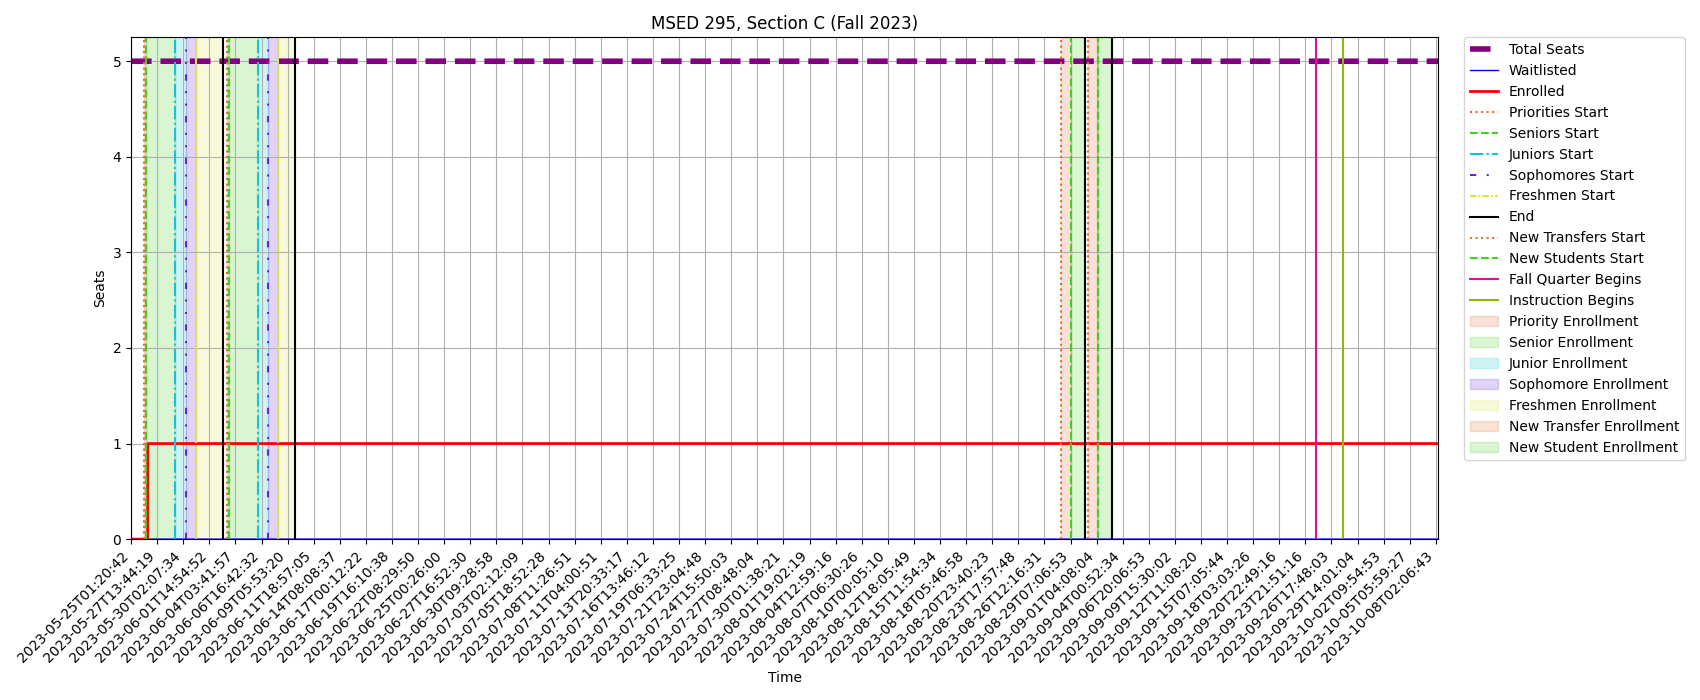 MSED 295, Section C (Fall 2023)
Seats
5
4
3
2
1
0
2023-05-25T01:20:42
2023-05-27T13:44:19
2023-05-30T02:07:34
2023-06-01T14:54:52
2023-06-04T03:41:57
2023-06-06T16:42:32
2023-06-09T05:53:20
2023-06-11T18:57:05
2023-06-14T08:08:37
2023-06-17T00:12:22
2023-06-19T16:10:38
2023-06-22T08:29:50
2023-06-25T00:26:00
2023-06-27T16:52:30
2023-06-30T09:28:58
2023-07-03T02:12:09
2023-07-05T18:52:28
2023-07-08T11:26:51
2023-07-11T04:00:51
2023-07-13T20:33:17
2023-07-16T13:46:12
2023-07-19T06:33:25
2023-07-21T23:04:48
2023-07-24T15:50:03
2023-07-27T08:48:04
2023-07-30T01:38:21
2023-08-01T19:02:19
2023-08-04T12:59:16
2023-08-07T06:30:26
2023-08-10T00:05:10
2023-08-12T18:05:49
2023-08-15T11:54:34
2023-08-18T05:46:58
2023-08-20T23:40:23
2023-08-23T17:57:48
2023-08-26T12:16:31
2023-08-29T07:06:53
2023-09-01T04:08:04
2023-09-04T00:52:34
2023-09-06T20:06:53
2023-09-09T15:30:02
2023-09-12T11:08:20
2023-09-15T07:05:44
2023-09-18T03:03:26
2023-09-20T22:49:16
2023-09-23T21:51:16
2023-09-26T17:48:03
2023-09-29T14:01:04
2023-10-02T09:54:53
2023-10-05T05:59:27
2023-10-08T02:06:43
Time
Total Seats
Waitlisted
Enrolled
Priorities Start
Seniors Start
Juniors Start
Sophomores Start
Freshmen Start
End
New Transfers Start
New Students Start
Fall Quarter Begins
Instruction Begins
Priority Enrollment
Senior Enrollment
Junior Enrollment
Sophomore Enrollment
Freshmen Enrollment
New Transfer Enrollment
New Student Enrollment